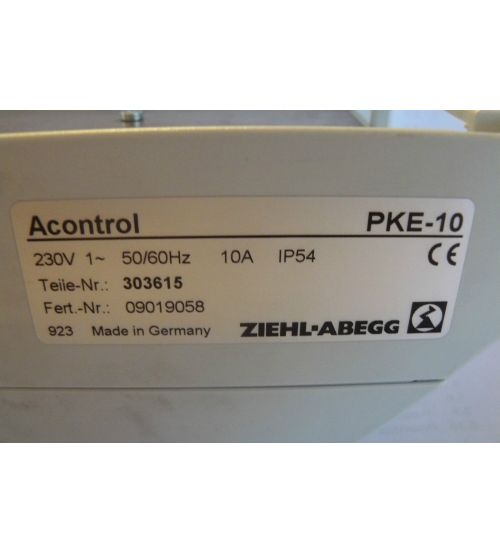 Acontrol PKE-10
230V 1~ 50/60Hz 10A IP54 CE
Teile-Nr.: 303615
Fert.-Nr.: 09019058
923 Made in Germany ZIEHL-ABEGG